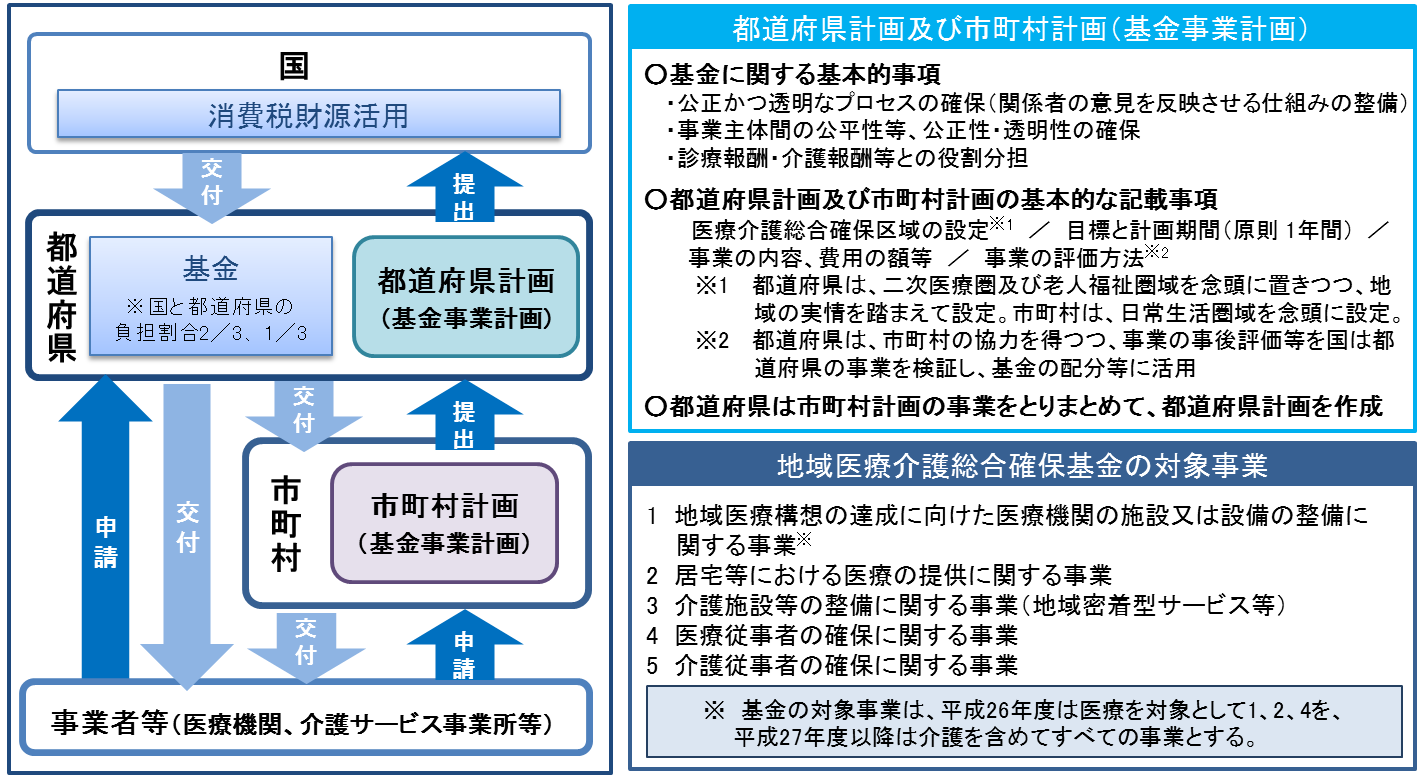 国
消費税財源活用
交付
提出
都道府県
基金
※国と都道府県の
負担割合2／3、1／3
都道府県計画
（基金事業計画）
申請
交付
交付
提出
市町村
市町村計画
（基金事業計画）
交付
申請
事業者等（医療機関、介護サービス事業所等）
都道府県計画及び市町村計画（基金事業計画）
○基金に関する基本的事項
・公正かつ透明なプロセスの確保（関係者の意見を反映させる仕組みの整備）
・事業主体間の公平性等、公正性・透明性の確保
・診療報酬・介護報酬等との役割分担
○都道府県計画及び市町村計画の基本的な記載事項
医療介護総合確保区域の設定※1 ／ 目標と計画期間（原則１年間） ／
事業の内容、費用の額等 ／ 事業の評価方法※2
※1 都道府県は、二次医療圏及び老人福祉圏域を念頭に置きつつ、地
域の実情を踏まえて設定。市町村は、日常生活圏域を念頭に設定。
※2 都道府県は、市町村の協力を得つつ、事業の事後評価等を国は都
道府県の事業を検証し、基金の配分等に活用
○都道府県は市町村計画の事業をとりまとめて、都道府県計画を作成
地域医療介護総合確保基金の対象事業
1 地域医療構想の達成に向けた医療機関の施設又は設備の整備に
関する事業※
2 居宅等における医療の提供に関する事業
3 介護施設等の整備に関する事業（地域密着型サービス等）
4 医療従事者の確保に関する事業
5 介護従事者の確保に関する事業
※ 基金の対象事業は、平成26年度は医療を対象として1、2、4を、
平成27年度以降は介護を含めてすべての事業とする。